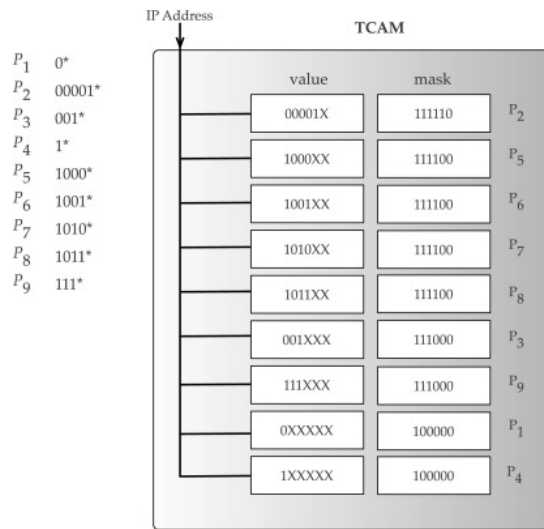 IP Address
TCAM
P1 0*
P2 00001*
P3 001*
P4 1*
P5 1000*
P6 1001*
P7 1010*
P8 1011*
P9 111*
value mask
00001X 111110 P2
1000XX 111100 P5
1001XX 111100 P6
1010XX 111100 P7
1011XX 111100 P8
001XXX 111000 P3
111XXX 111000 P9
0XXXXX 100000 P1
1XXXXX 100000 P4